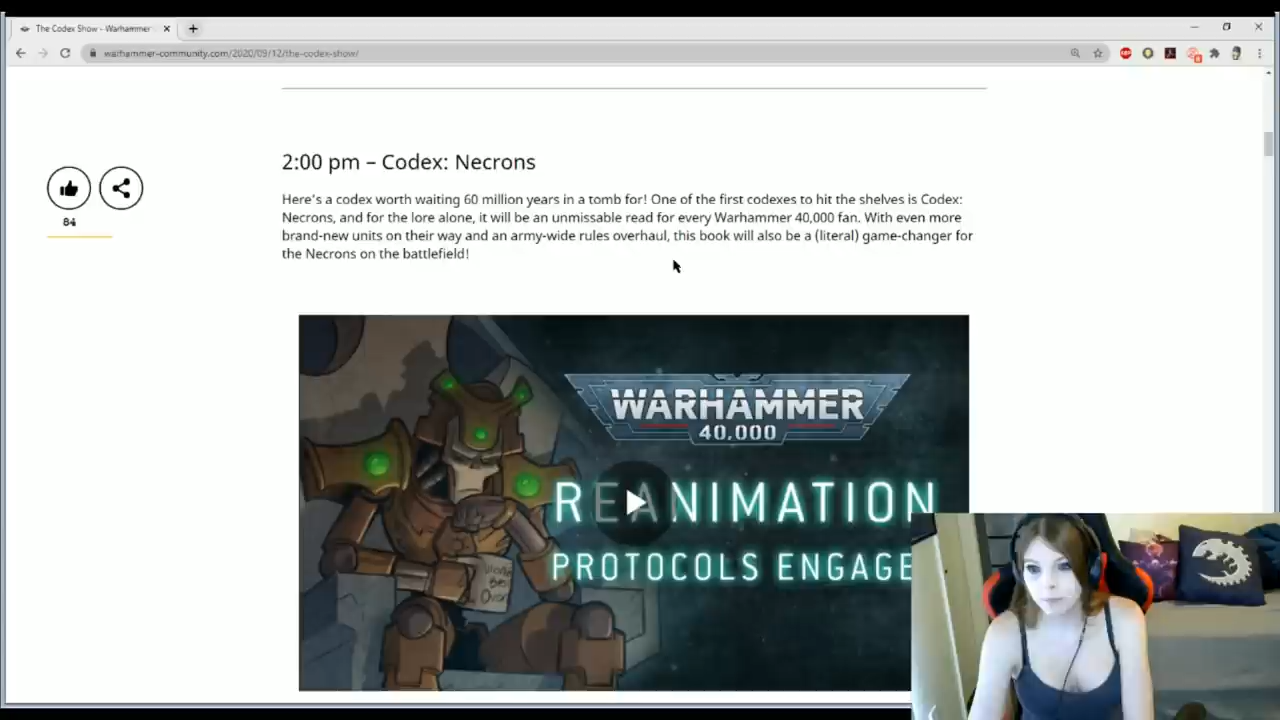 The Codex Show - Warhammer
warhammer-community.com/2020/09/12/the-codex-show/
2:00 pm – Codex: Necrons
Here's a codex worth waiting 60 million years in a tomb for! One of the first codexes to hit the shelves is Codex:
Necrons, and for the lore alone, it will be an unmissable read for every Warhammer 40,000 fan. With even more
brand-new units on their way and an army-wide rules overhaul, this book will also be a (literal) game-changer for
the Necrons on the battlefield!
84
WARHAMMER
40,000
REANIMATION
PROTOCOLS ENGAGE